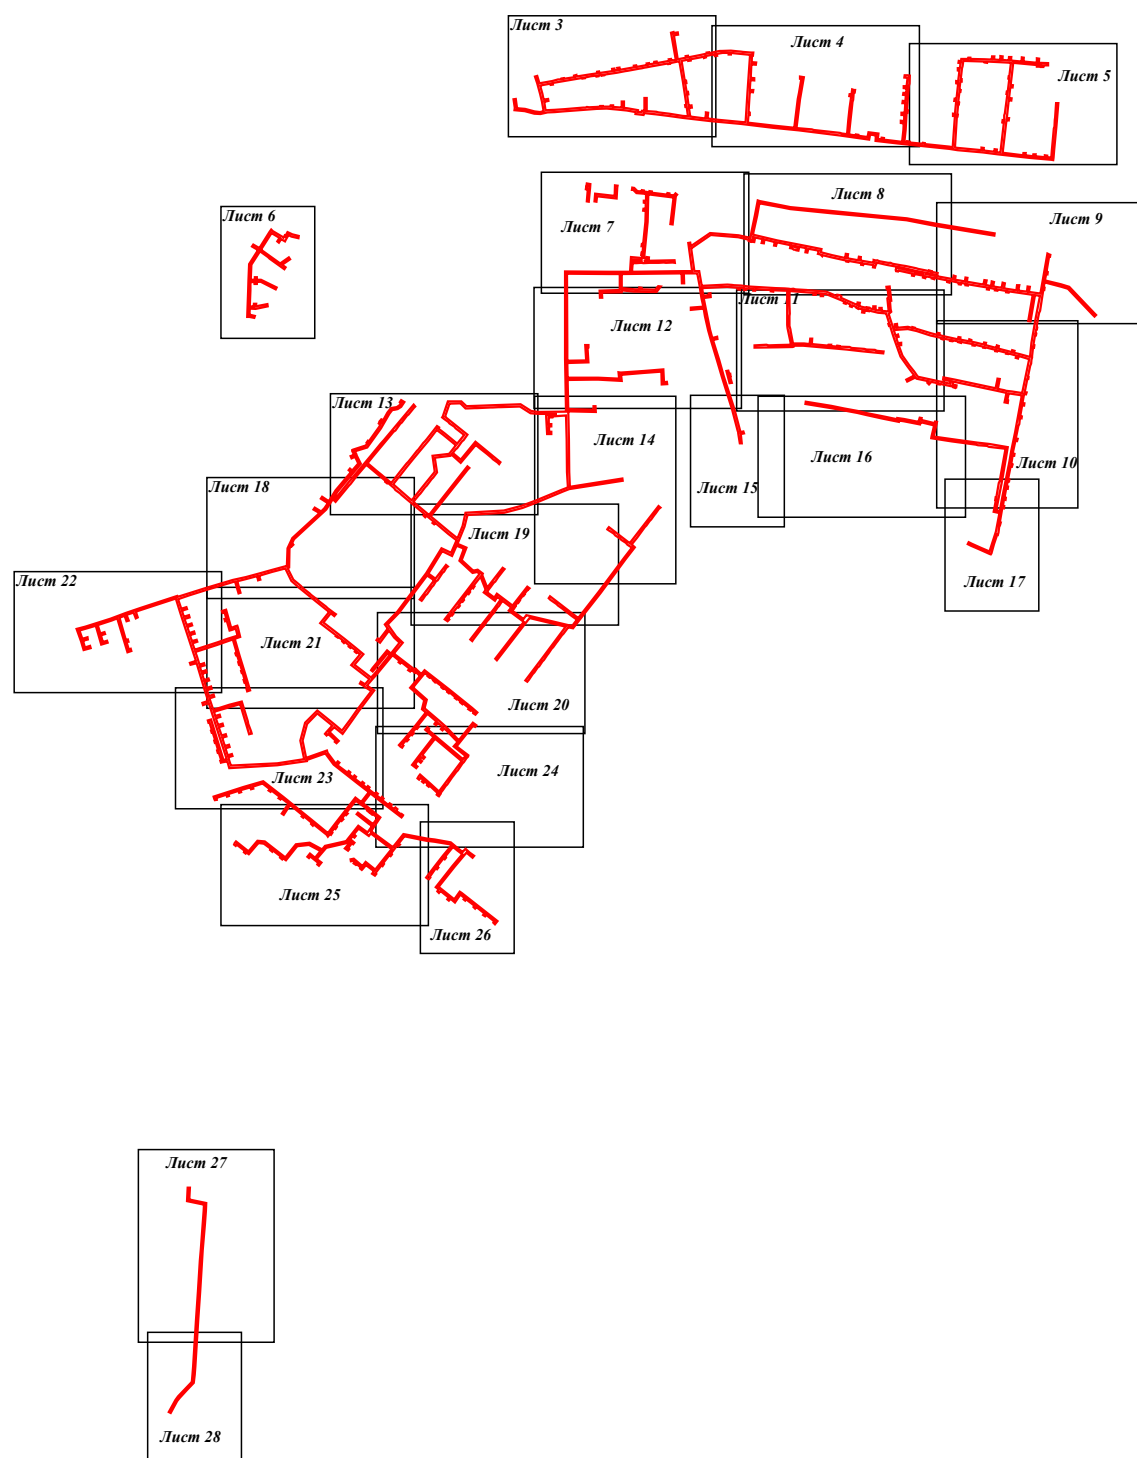 Лист 3
Лист 4
Лист 5
Лист 6
Лист 7
Лист 8
Лист 9
Лист 11
Лист 12
Лист 13
Лист 14
Лист 16
Лист 10
Лист 15
Лист 18
Лист 19
Лист 22
Лист 17
Лист 21
Лист 20
Лист 23
Лист 24
Лист 25
Лист 26
Лист 27
Лист 28